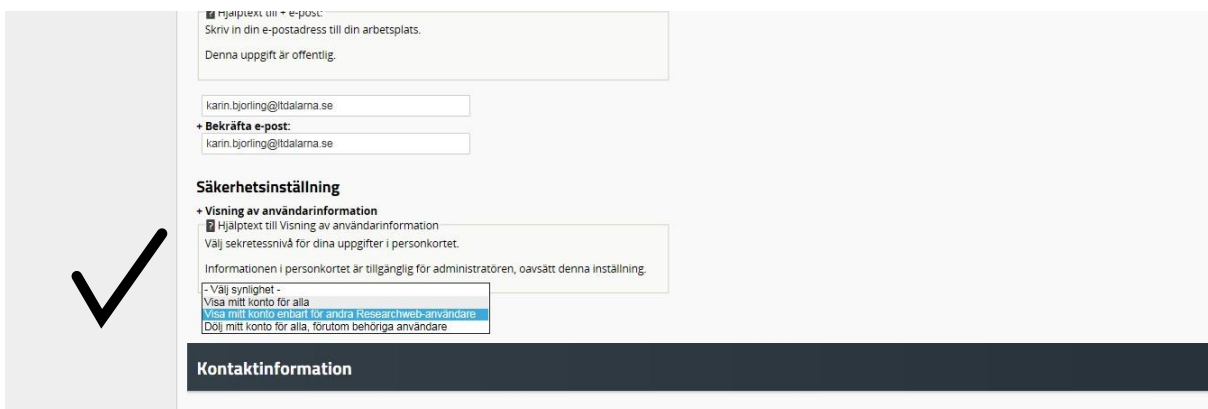 Hjälptext till + e-post:
Skriv in din e-postadress till din arbetsplats.
Denna uppgift är offentlig.
karin.bjorling@ltdalarna.se
+ Bekräfta e-post:
karin.bjorling@ltdalarna.se
Säkerhetsinställning
+ Visning av användarinformation
? Hjälptext till Visning av användarinformation
Välj sekretessnivå för dina uppgifter i personkortet.
Informationen i personkortet är tillgänglig för administratören, oavsätt denna inställning.
- Välj synlighet -
Visa mitt konto för alla
Visa mitt konto enbart för andra Researchweb-användare
Dölj mitt konto för alla, förutom behöriga användare
Kontaktinformation